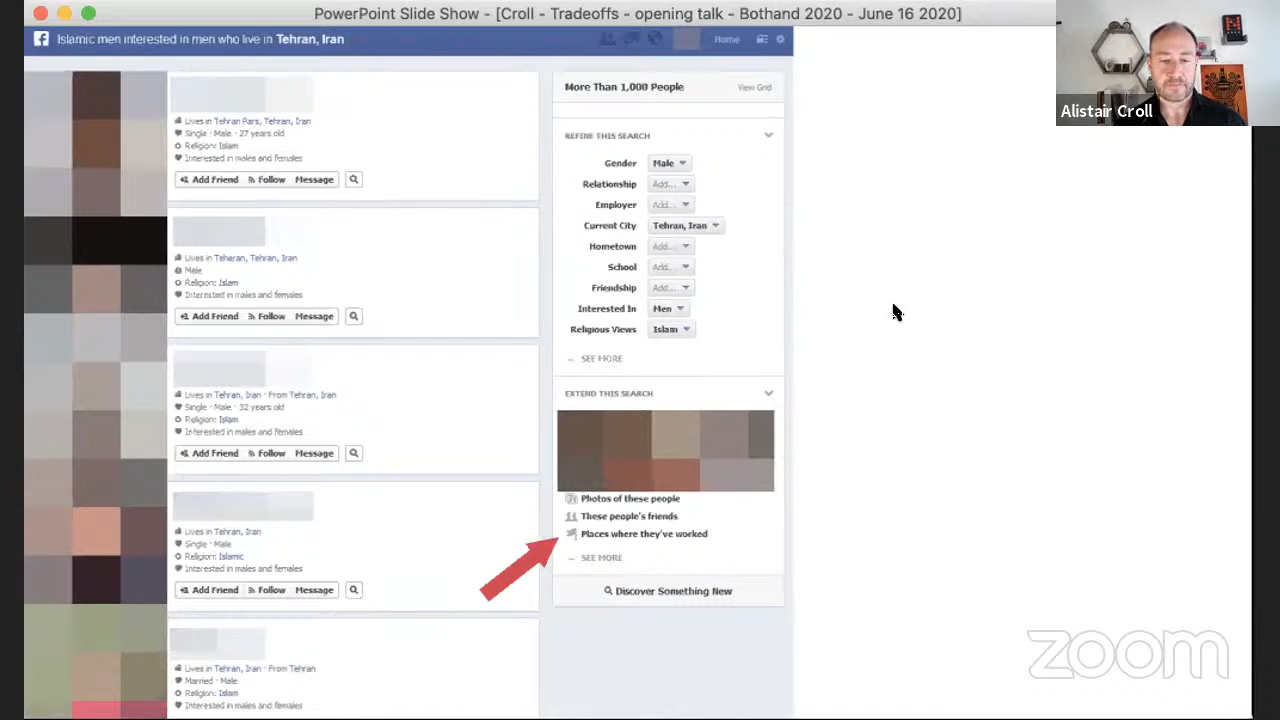 PowerPoint Slide Show - [Croll - Tradeoffs - opening talk - Bothand 2020 - June 16 2020]
Islamic men interested in men who live in Tehran, Iran
Home
Alistair Croll
Lives in Tehran Pars, Tehran, Iran
Single · Male · 27 years old
Religion: Islam
Interested in males and females
Add Friend Follow Message
Lives in Teheran, Tehran, Iran
Male
Religion: Islam
Interested in males and females
Add Friend Follow Message
Lives in Tehran, Iran · From Tehran, Iran
Single · Male · 32 years old
Religion: Islam
Interested in males and females
Add Friend Follow Message
Lives in Tehran, Iran
Single · Male
Religion: Islamic
Interested in males and females
Add Friend Follow Message
Lives in Tehran, Iran · From Tehran
Married · Male
Religion: Islam
Interested in males and females
More Than 1,000 People View Grid
REFINE THIS SEARCH
Gender Male
Relationship Add...
Employer Add...
Current City Tehran, Iran
Hometown Add...
School Add...
Friendship Add...
Interested In Men
Religious Views Islam
... SEE MORE
EXTEND THIS SEARCH
Photos of these people
These people's friends
Places where they've worked
... SEE MORE
Discover Something New
zoom